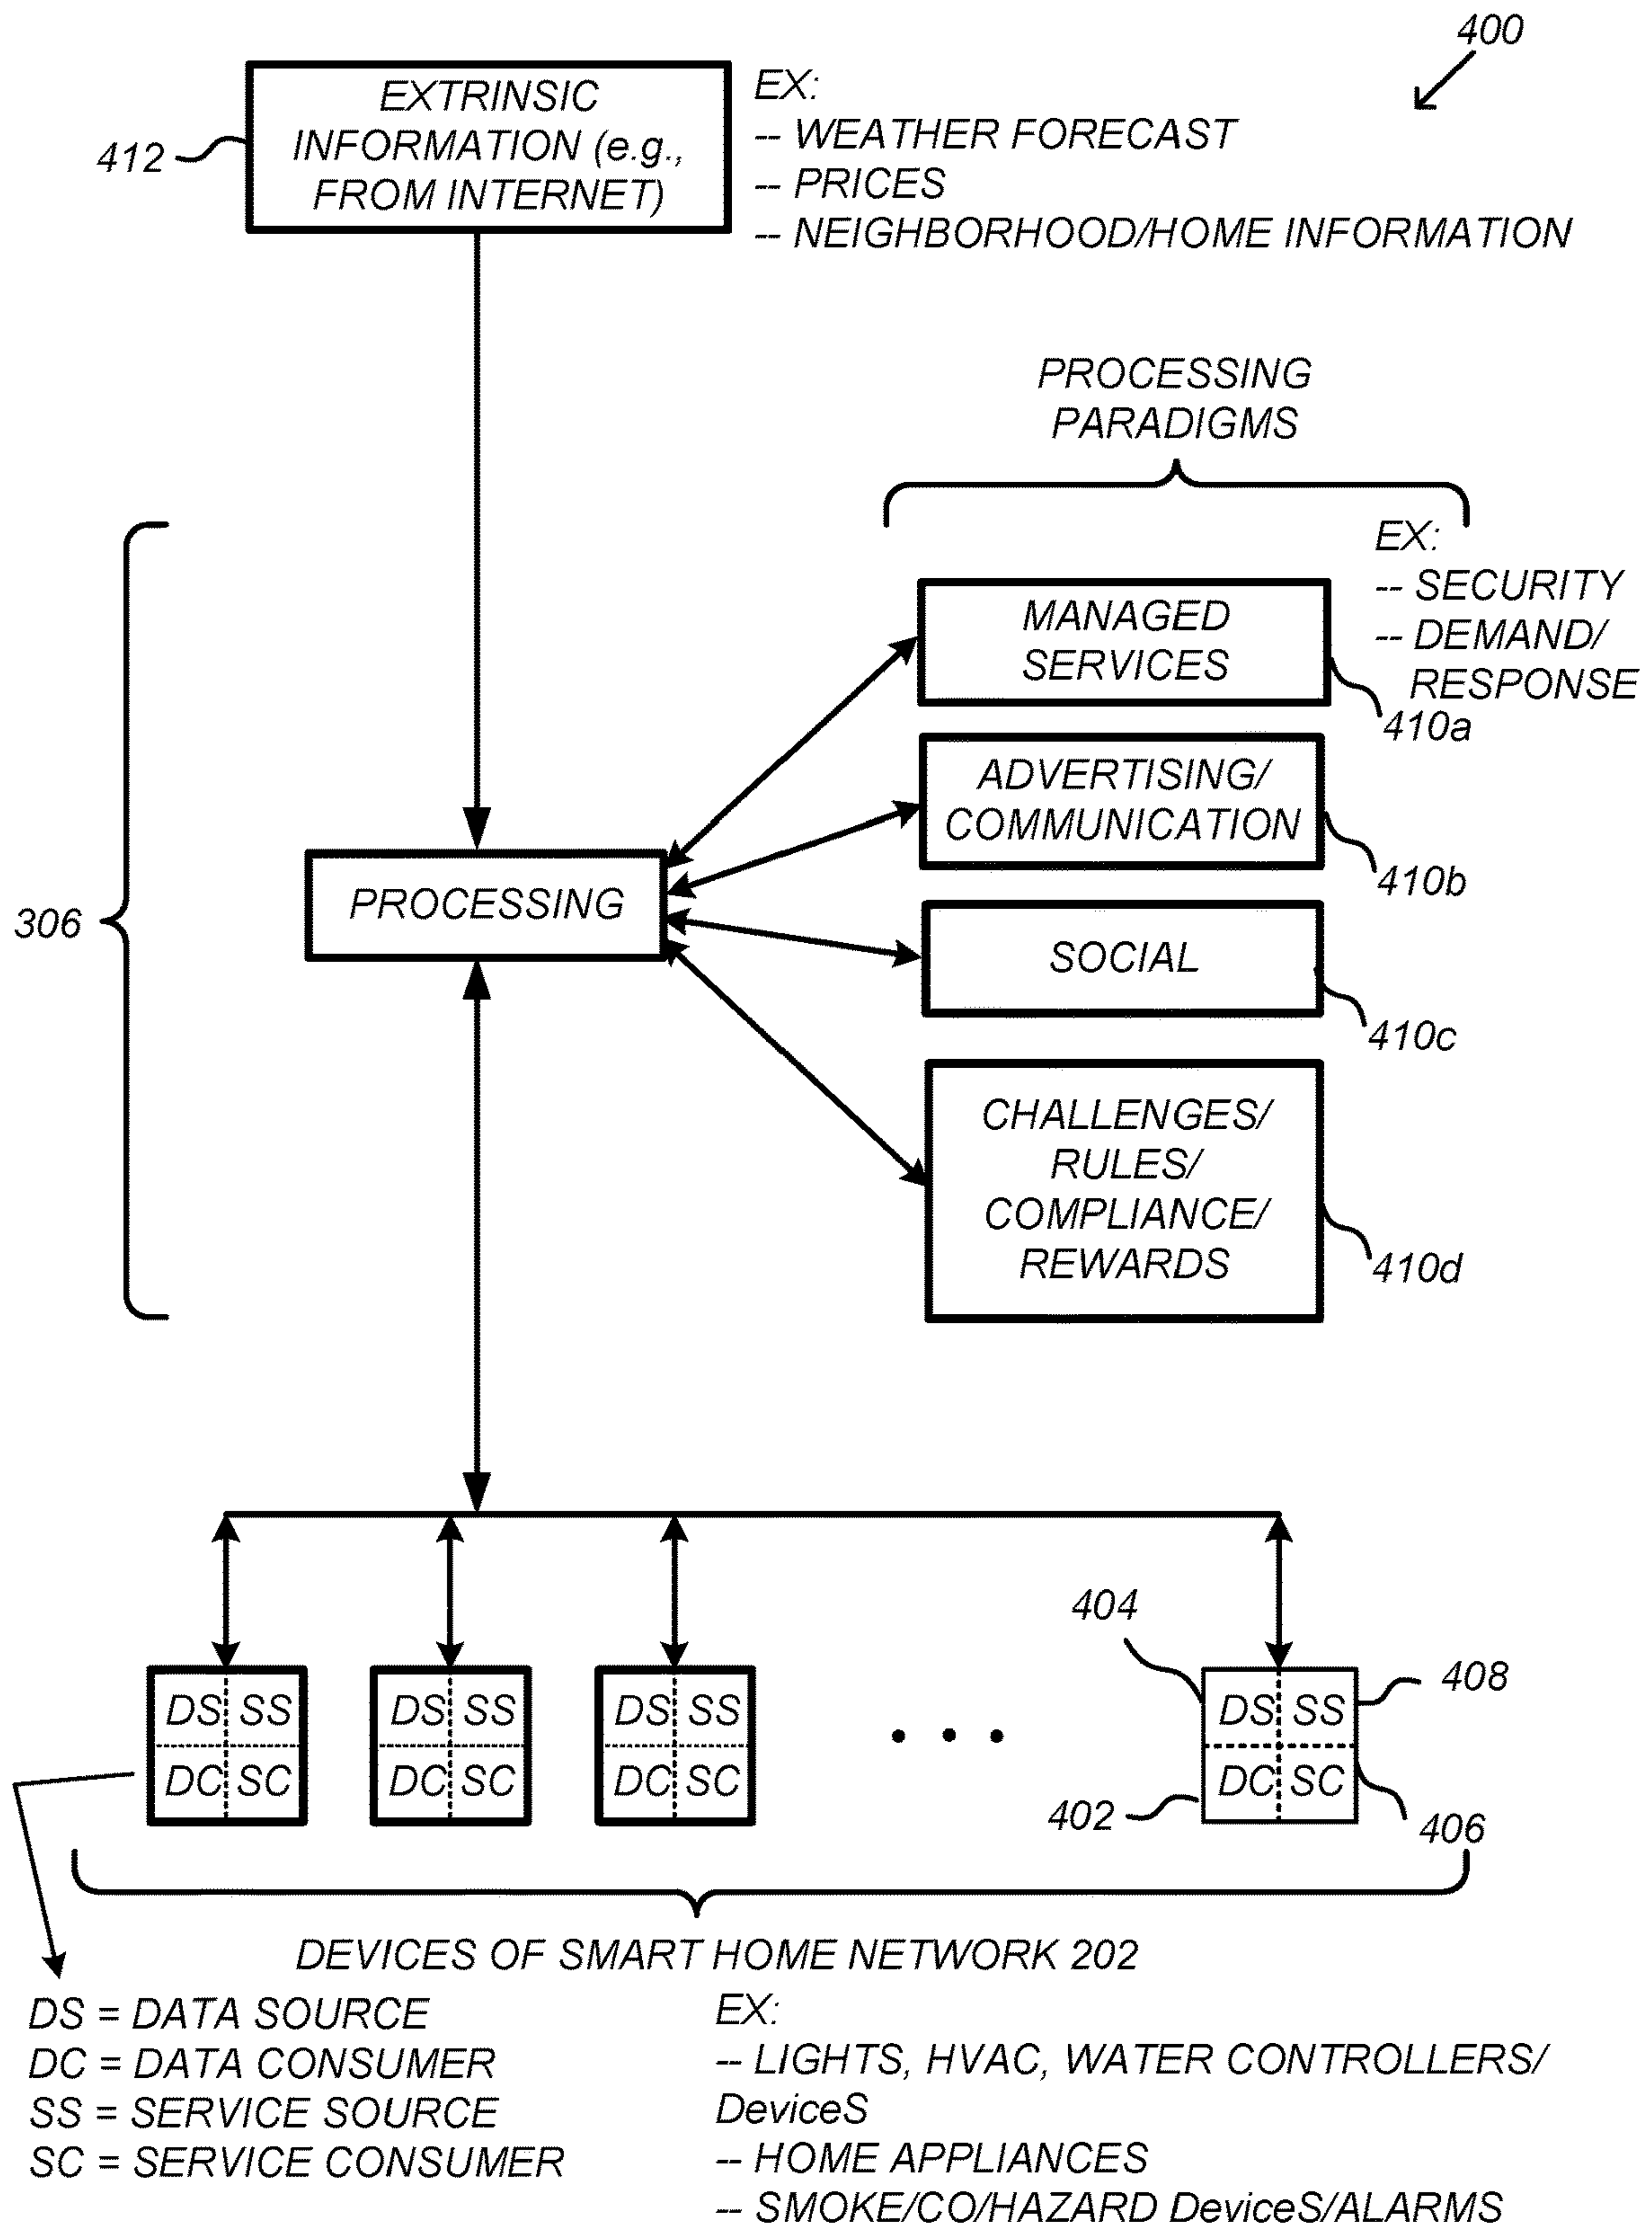 400
EXTRINSIC
INFORMATION (e.g.,
FROM INTERNET)
412
EX:
-- WEATHER FORECAST
-- PRICES
-- NEIGHBORHOOD/HOME INFORMATION
PROCESSING
PARADIGMS
EX:
-- SECURITY
-- DEMAND/
RESPONSE
MANAGED
SERVICES
410a
ADVERTISING/
COMMUNICATION
410b
306
PROCESSING
SOCIAL
410c
CHALLENGES/
RULES/
COMPLIANCE/
REWARDS
410d
404
408
DS SS
DC SC
DS SS
DC SC
DS SS
DC SC
. . .
DS SS
DC SC
402
406
DEVICES OF SMART HOME NETWORK 202
DS = DATA SOURCE
DC = DATA CONSUMER
SS = SERVICE SOURCE
SC = SERVICE CONSUMER
EX:
-- LIGHTS, HVAC, WATER CONTROLLERS/
DeviceS
-- HOME APPLIANCES
-- SMOKE/CO/HAZARD DeviceS/ALARMS